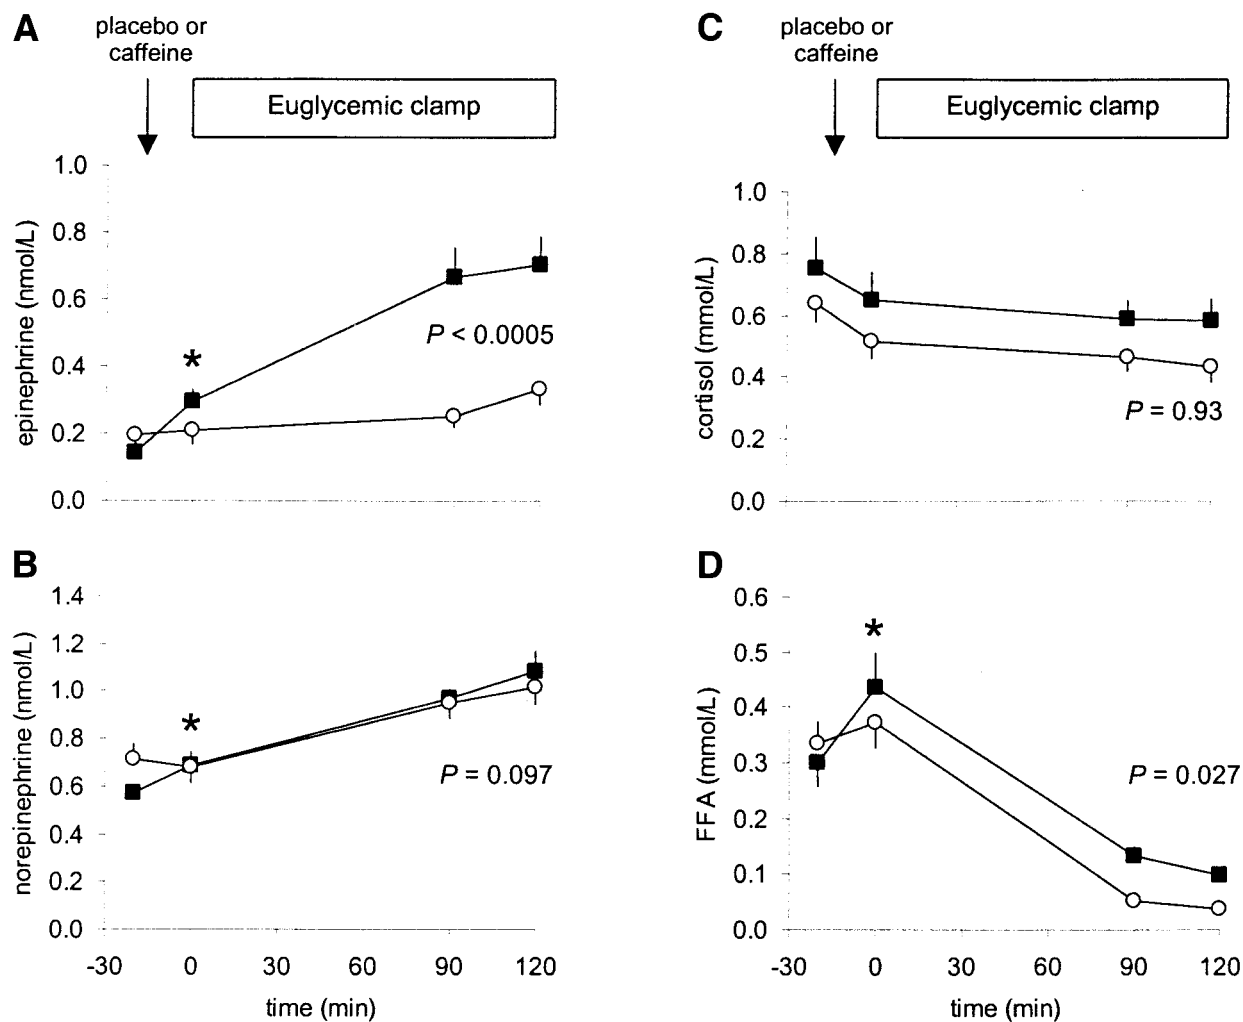 A
placebo or
caffeine
Euglycemic clamp
1.0
0.8
0.6
0.4
0.2
0.0
epinephrine (nmol/L)
*
P < 0.0005
C
placebo or
caffeine
Euglycemic clamp
1.0
0.8
0.6
0.4
0.2
0.0
cortisol (mmol/L)
P = 0.93
B
1.4
1.2
1.0
0.8
0.6
0.4
0.2
0.0
norepinephrine (nmol/L)
*
P = 0.097
-30 0 30 60 90 120
time (min)
D
0.6
0.5
0.4
0.3
0.2
0.1
0.0
FFA (mmol/L)
*
P = 0.027
-30 0 30 60 90 120
time (min)